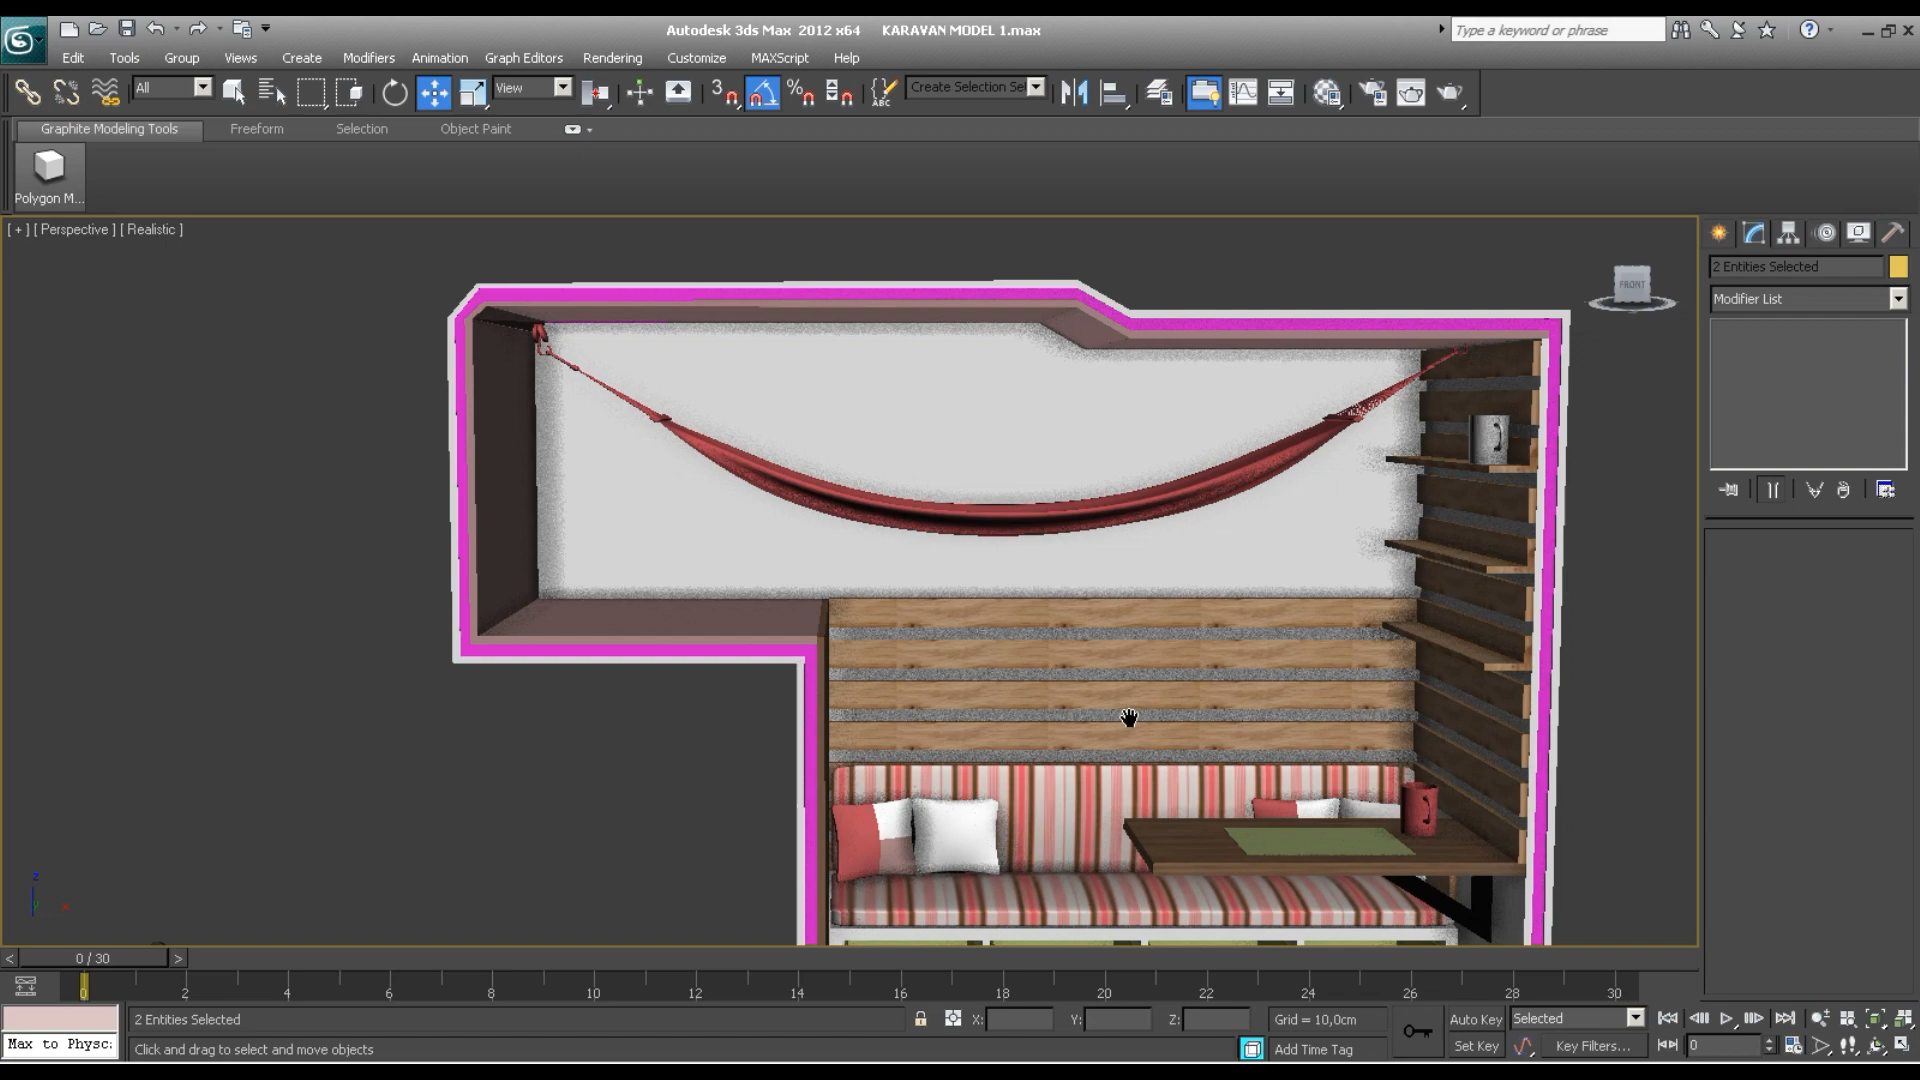 Autodesk 3ds Max 2012 x64 KARAVAN MODEL 1.max
Type a keyword or phrase
Edit Tools Group Views Create Modifiers Animation Graph Editors Rendering Customize MAXScript Help
All View 3 % ABC Create Selection Se
Graphite Modeling Tools Freeform Selection Object Paint
Polygon M...
[ + ] [ Perspective ] [ Realistic ]
FRONT
2 Entities Selected
Modifier List
z
x
< 0 / 30 >
0 2 4 6 8 10 12 14 16 18 20 22 24 26 28 30
2 Entities Selected X: Y: Z: Grid = 10,0cm Auto Key Selected
Max to Physc: Click and drag to select and move objects Add Time Tag Set Key Key Filters... 0